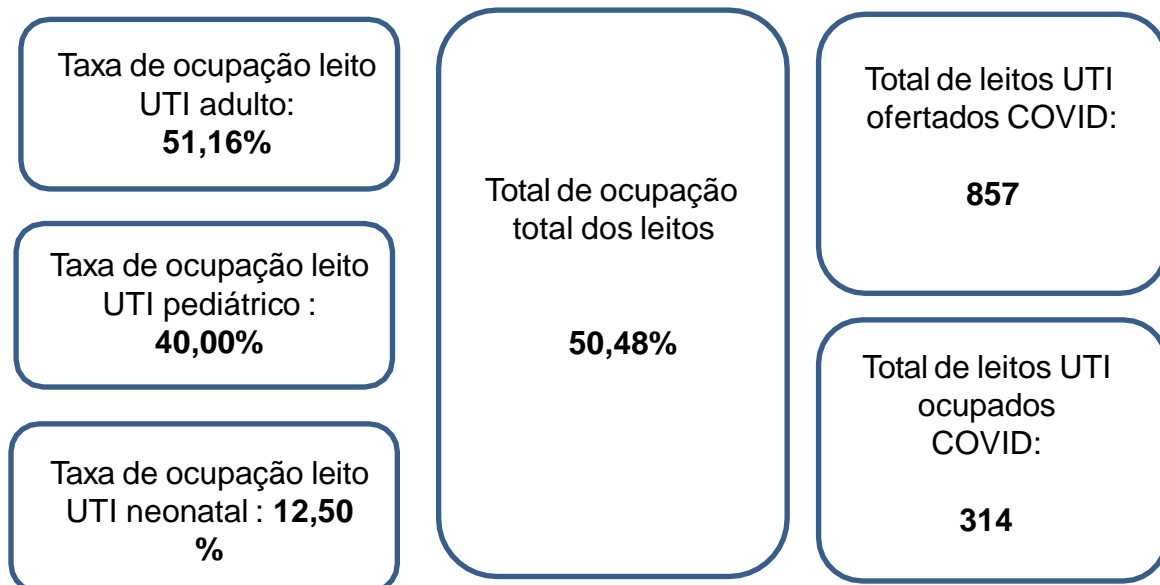 Taxa de ocupação leito
UTI adulto:
51,16%
Taxa de ocupação leito
UTI pediátrico :
40,00%
Taxa de ocupação leito
UTI neonatal : 12,50
%
Total de ocupação
total dos leitos
50,48%
Total de leitos UTI
ofertados COVID:
857
Total de leitos UTI
ocupados
COVID:
314